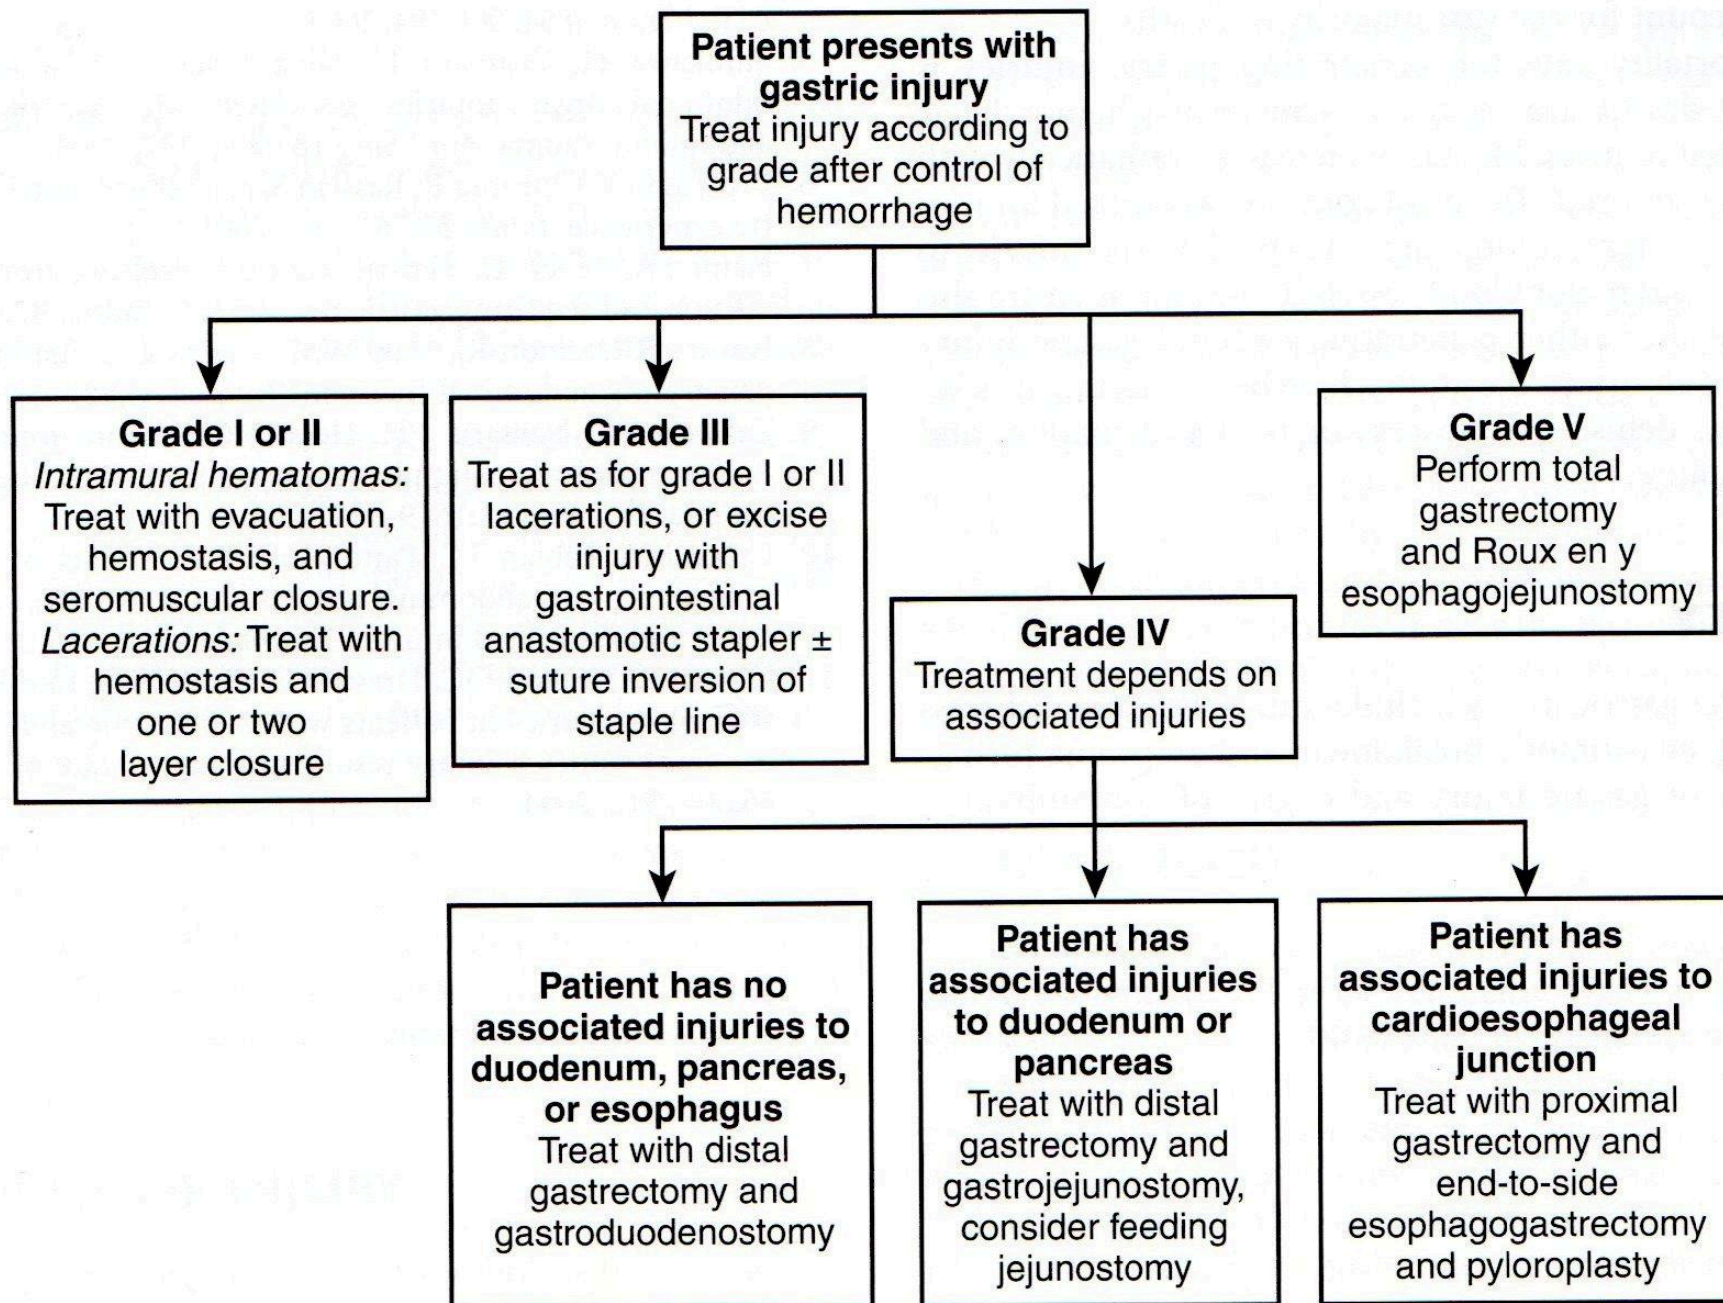 Patient presents with
gastric injury
Treat injury according to
grade after control of
hemorrhage
Grade I or II
Intramural hematomas:
Treat with evacuation,
hemostasis, and
seromuscular closure.
Lacerations: Treat with
hemostasis and
one or two
layer closure
Grade III
Treat as for grade I or II
lacerations, or excise
injury with
gastrointestinal
anastomotic stapler ±
suture inversion of
staple line
Grade IV
Treatment depends on
associated injuries
Grade V
Perform total
gastrectomy
and Roux en y
esophagojejunostomy
Patient has no
associated injuries to
duodenum, pancreas,
or esophagus
Treat with distal
gastrectomy and
gastroduodenostomy
Patient has
associated injuries
to duodenum or
pancreas
Treat with distal
gastrectomy and
gastrojejunostomy,
consider feeding
jejunostomy
Patient has
associated injuries to
cardioesophageal
junction
Treat with proximal
gastrectomy and
end-to-side
esophagogastrectomy
and pyloroplasty